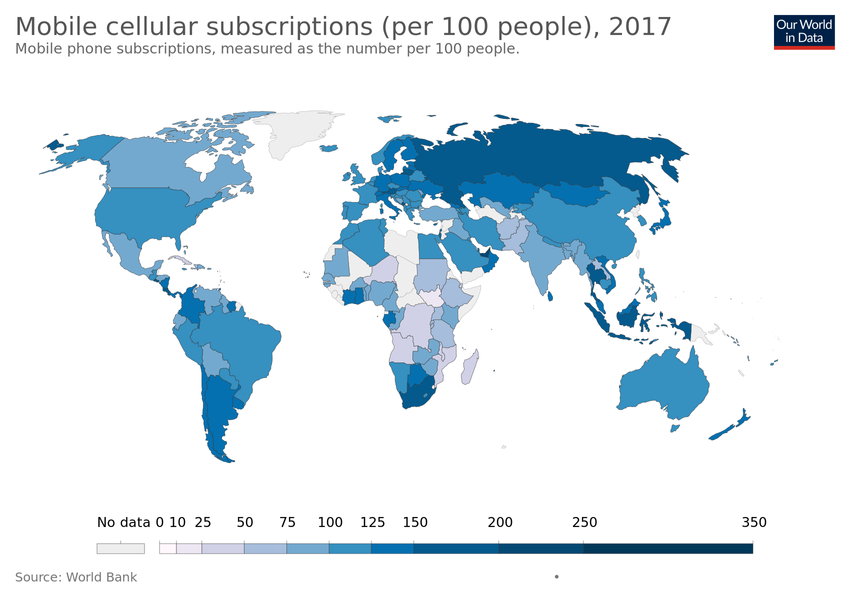 Mobile cellular subscriptions (per 100 people), 2017
Mobile phone subscriptions, measured as the number per 100 people.
Our World
in Data
No data 0 10 25 50 75 100 125 150 200 250 350
Source: World Bank